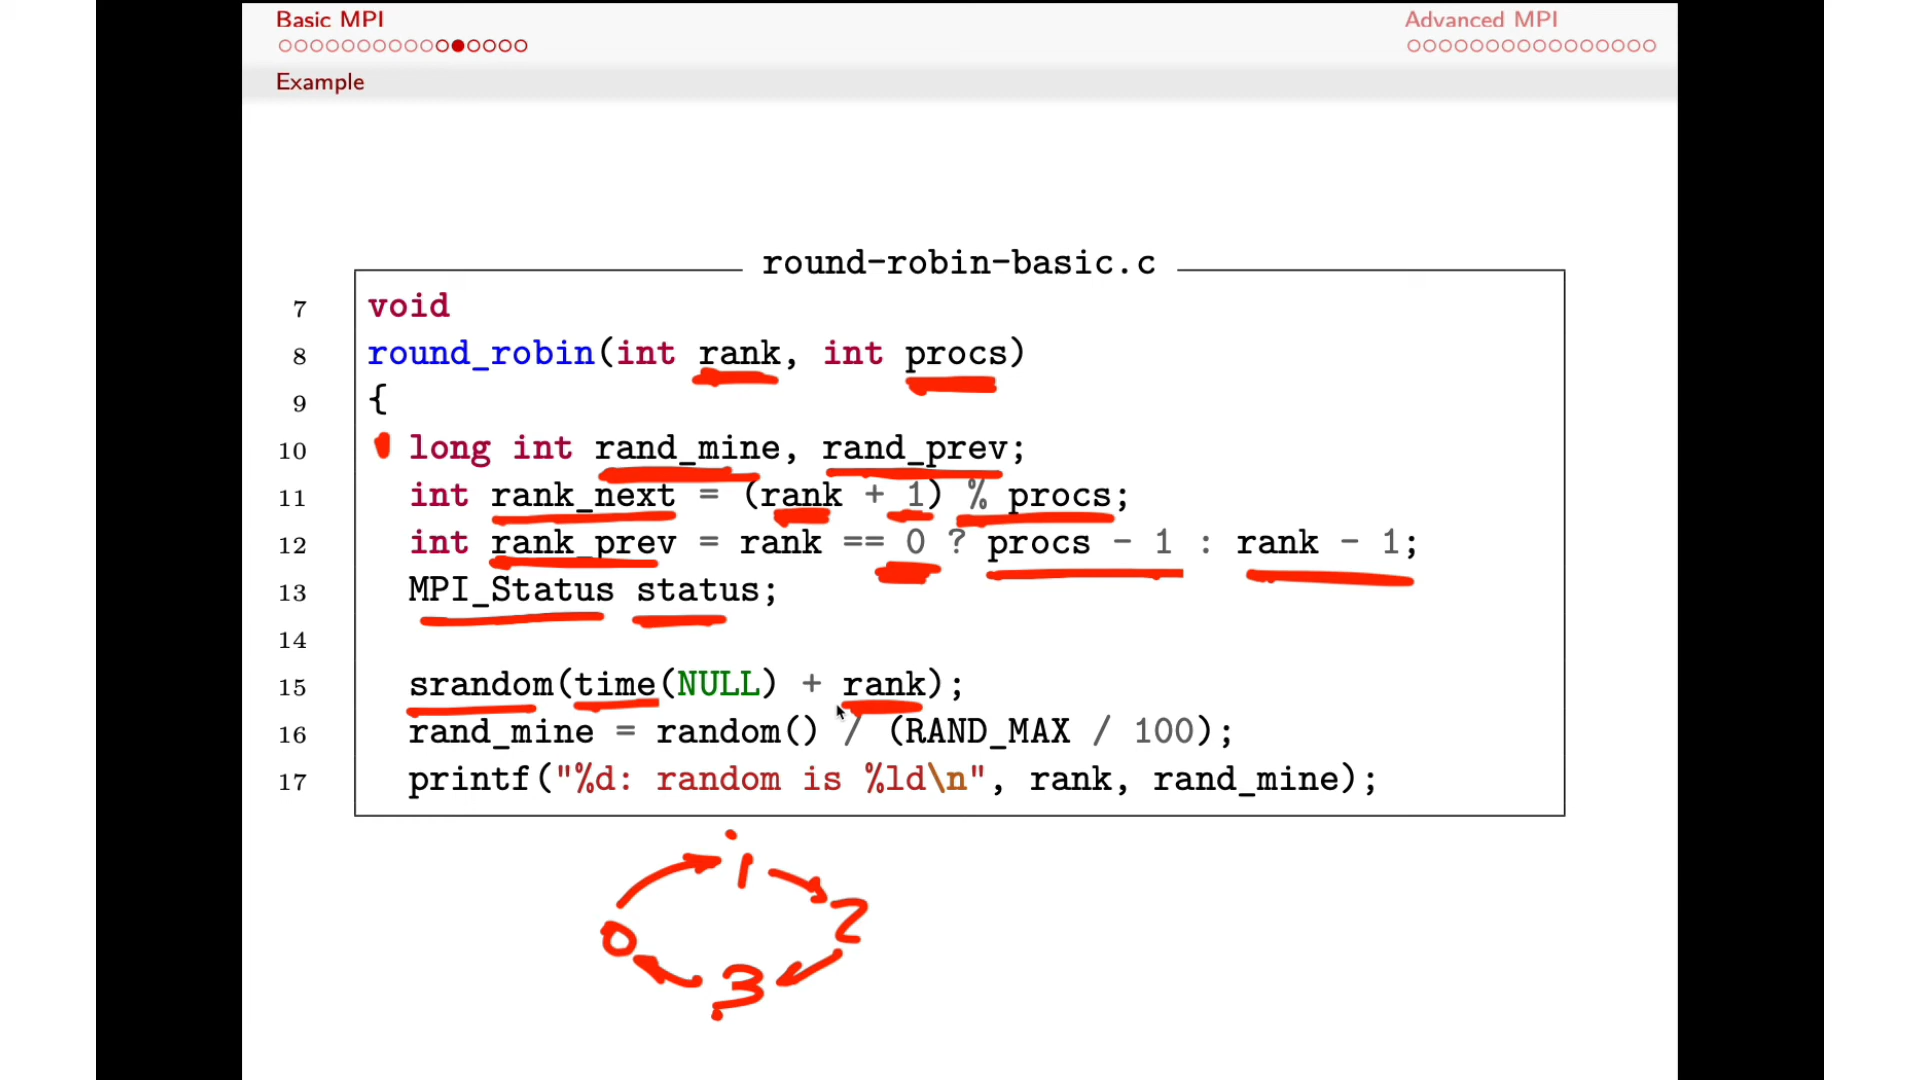 Basic MPI
Advanced MPI
Example
round-robin-basic.c
7 void
8 round_robin(int rank, int procs)
9 {
10 long int rand_mine, rand_prev;
11 int rank_next = (rank + 1) % procs;
12 int rank_prev = rank == 0 ? procs - 1 : rank - 1;
13 MPI_Status status;
14
15 srandom(time(NULL) + rank);
16 rand_mine = random() / (RAND_MAX / 100);
17 printf("%d: random is %ld\n", rank, rand_mine);
1
2
0
3